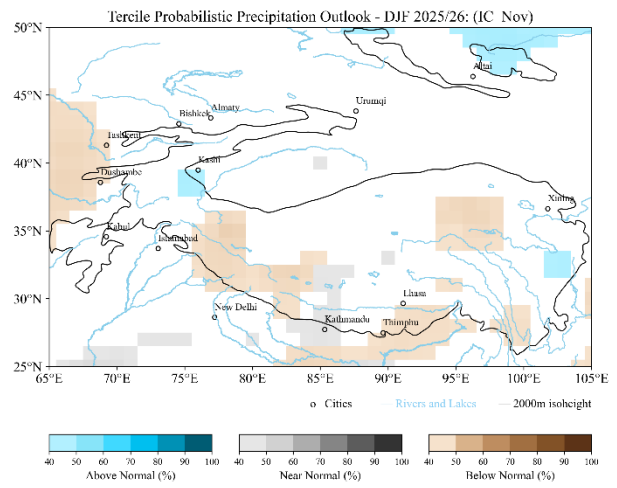 Tercile Probabilistic Precipitation Outlook - DJF 2025/26: (IC Nov)
50°N
Altai
Urumqi
Almaty
Bishkek
Tashkent
40°N
Kashi
Dushambe
Xining
35°N
Kabul
Islamabad
30°N
Lhasa
New Delhi
Kathmandu
Thimphu
25°N
65°E 70°E 75°E 80°E 85°E 90°E 95°E 100°E 105°E
Cities Rivers and Lakes 2000m isoheight
40 50 60 70 80 90 100 40 50 60 70 80 90 100 40 50 60 70 80 90 100
Above Normal (%) Near Normal (%) Below Normal (%)